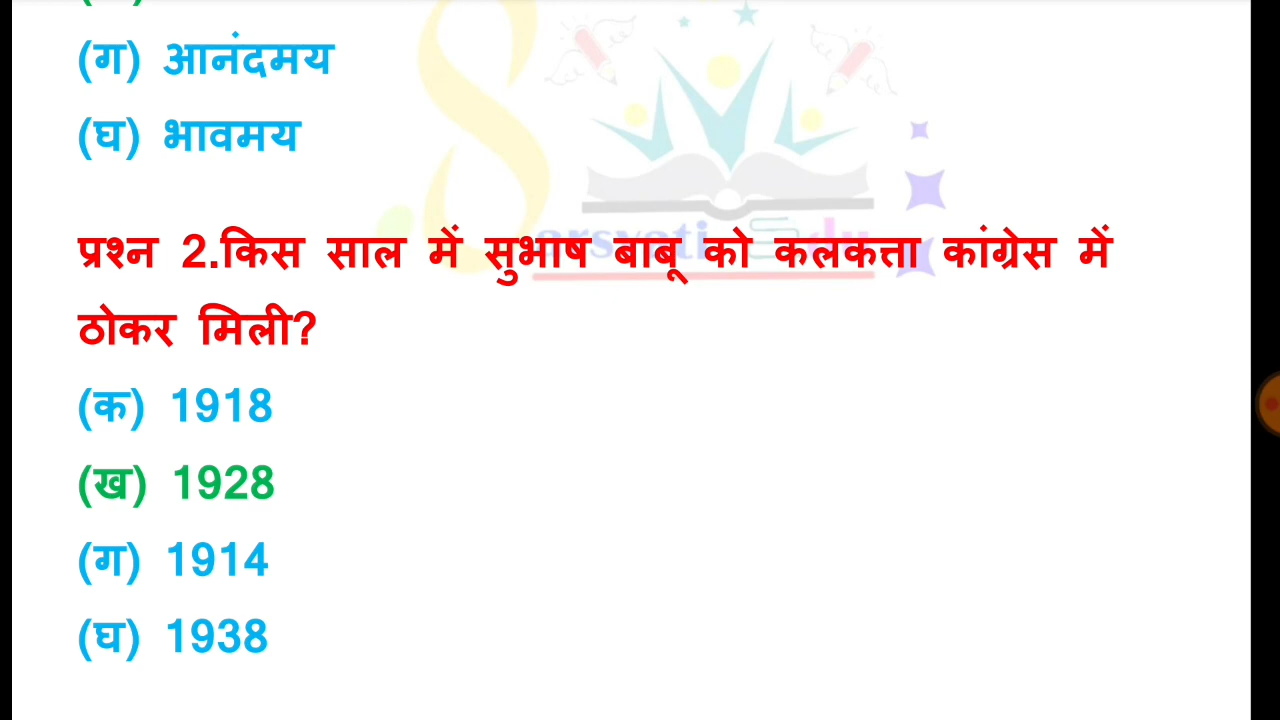 (ग) आनंदमय
(घ) भावमय
प्रश्न 2.किस साल में सुभाष बाबू को कलकत्ता कांग्रेस में
ठोकर मिली?
(क) 1918
(ख) 1928
(ग) 1914
(घ) 1938